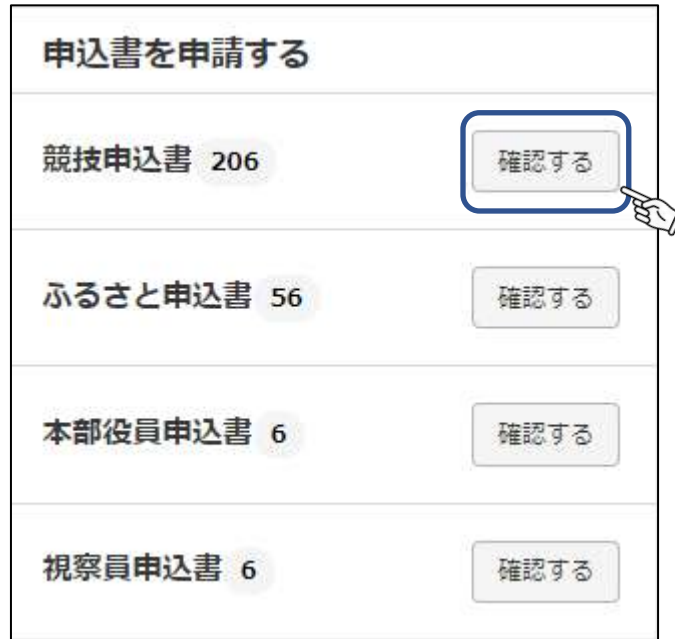 申込書を申請する
競技申込書 206 確認する
ふるさと申込書 56 確認する
本部役員申込書 6 確認する
視察員申込書 6 確認する